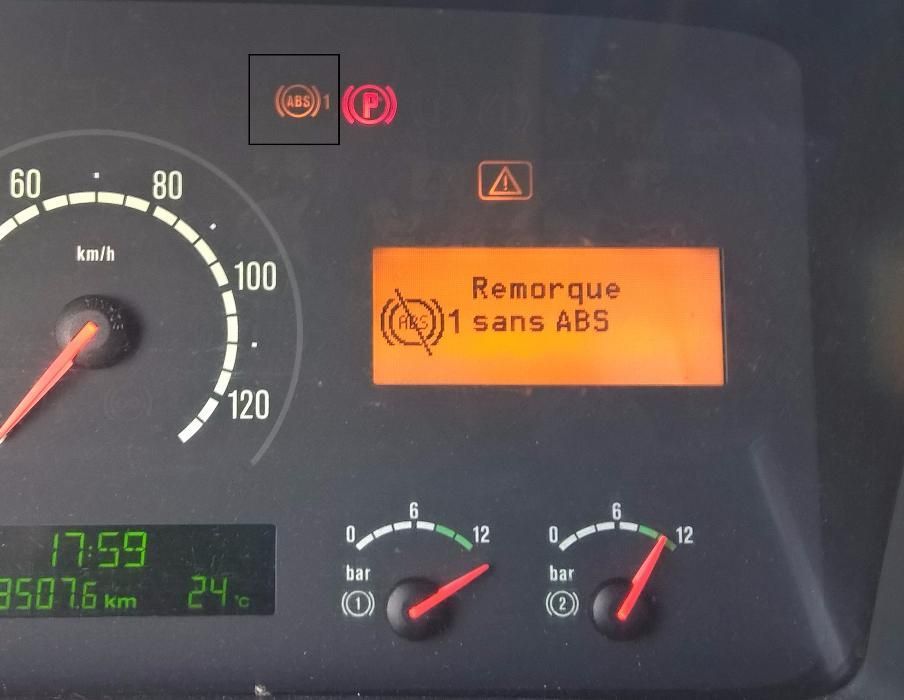 ABS 1 P
60 80
km/h
100
120
Remorque
ABS 1 sans ABS
17:59
3507.6 km 24 °C
0 6 12
bar
1
0 6 12
bar
2